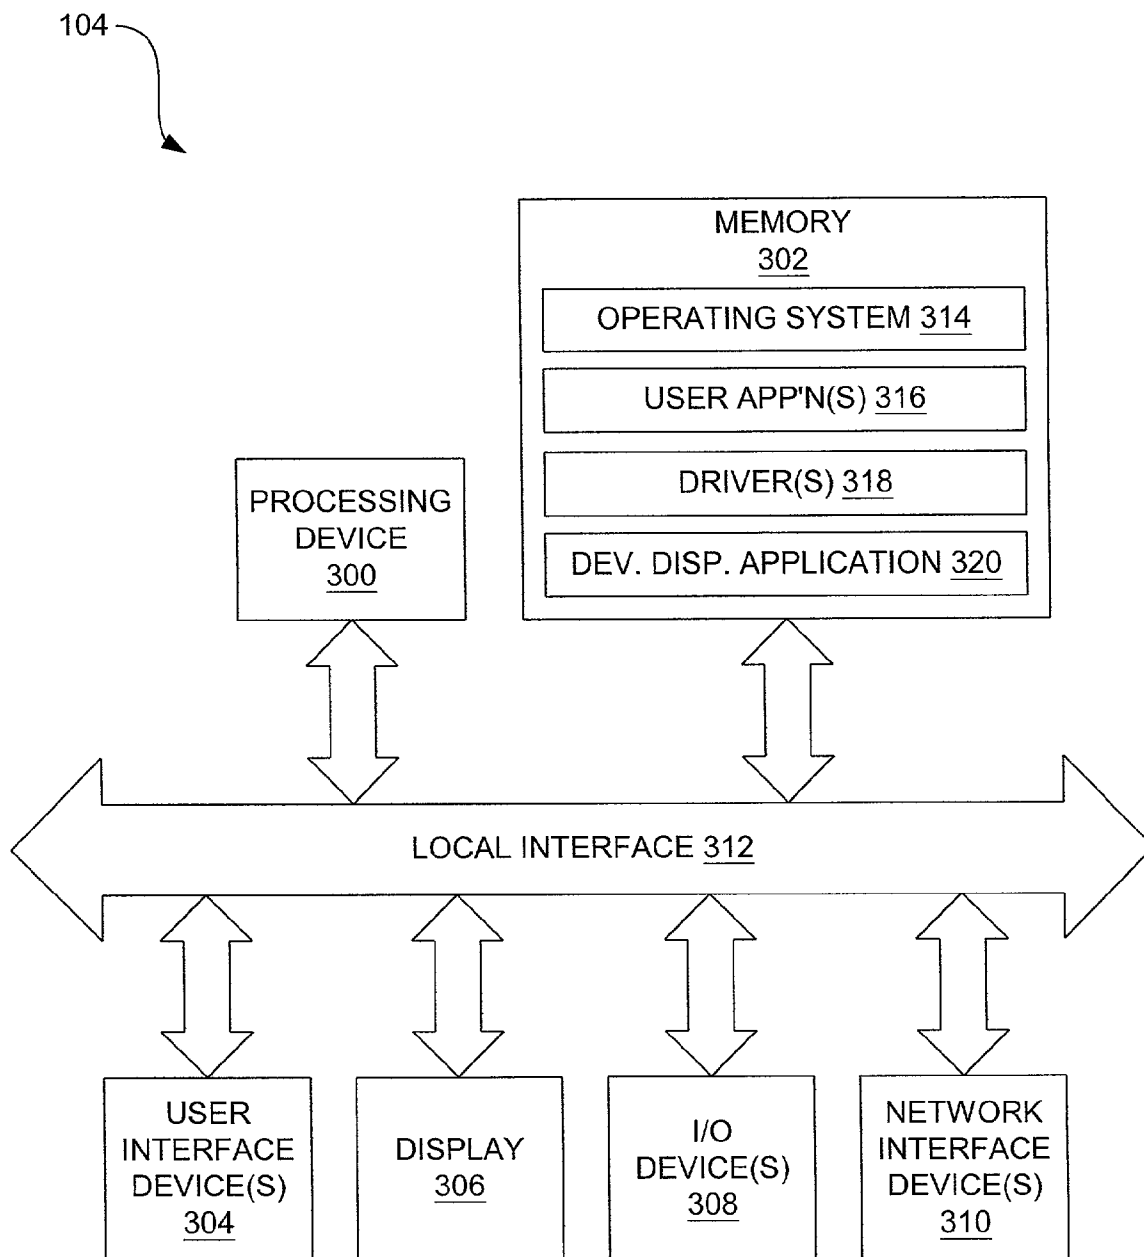 104
MEMORY
302
OPERATING SYSTEM 314
USER APP'N(S) 316
DRIVER(S) 318
DEV. DISP. APPLICATION 320
PROCESSING
DEVICE
300
LOCAL INTERFACE 312
USER
INTERFACE
DEVICE(S)
304
DISPLAY
306
I/O
DEVICE(S)
308
NETWORK
INTERFACE
DEVICE(S)
310